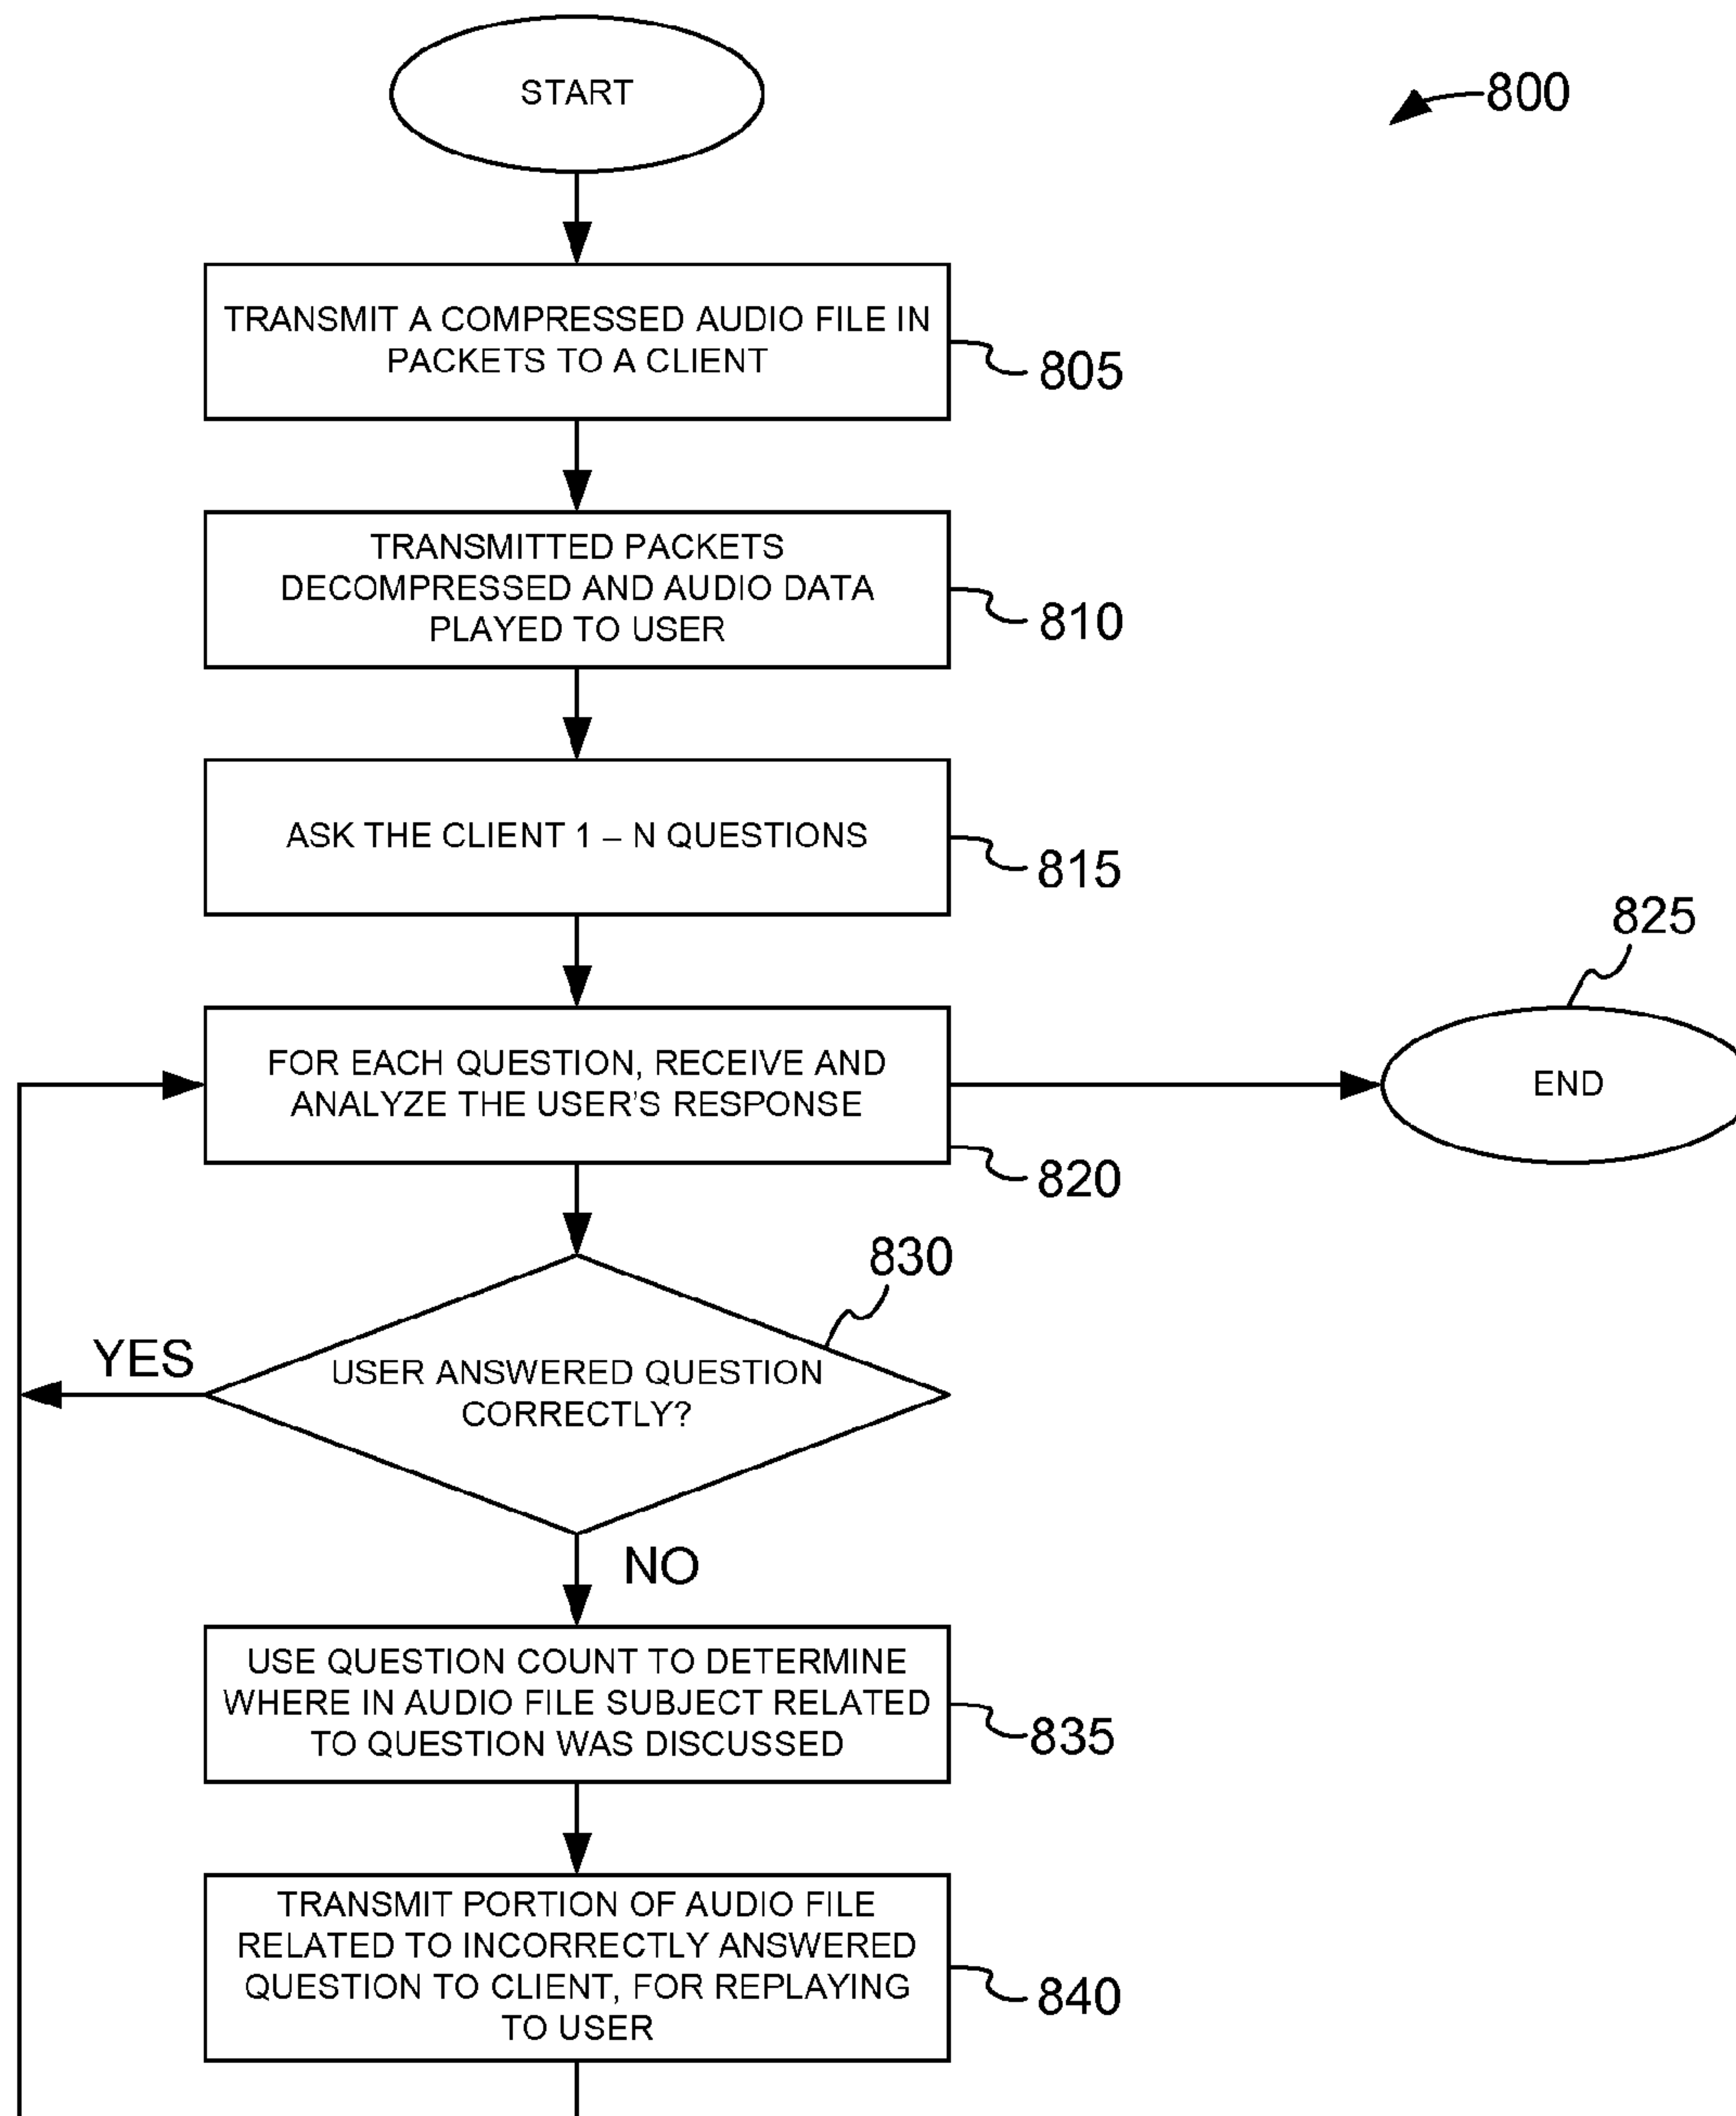 START
800
TRANSMIT A COMPRESSED AUDIO FILE IN
PACKETS TO A CLIENT
805
TRANSMITTED PACKETS
DECOMPRESSED AND AUDIO DATA
PLAYED TO USER
810
ASK THE CLIENT 1 – N QUESTIONS
815
825
FOR EACH QUESTION, RECEIVE AND
ANALYZE THE USER'S RESPONSE
END
820
830
YES
USER ANSWERED QUESTION
CORRECTLY?
NO
USE QUESTION COUNT TO DETERMINE
WHERE IN AUDIO FILE SUBJECT RELATED
TO QUESTION WAS DISCUSSED
835
TRANSMIT PORTION OF AUDIO FILE
RELATED TO INCORRECTLY ANSWERED
QUESTION TO CLIENT, FOR REPLAYING
TO USER
840